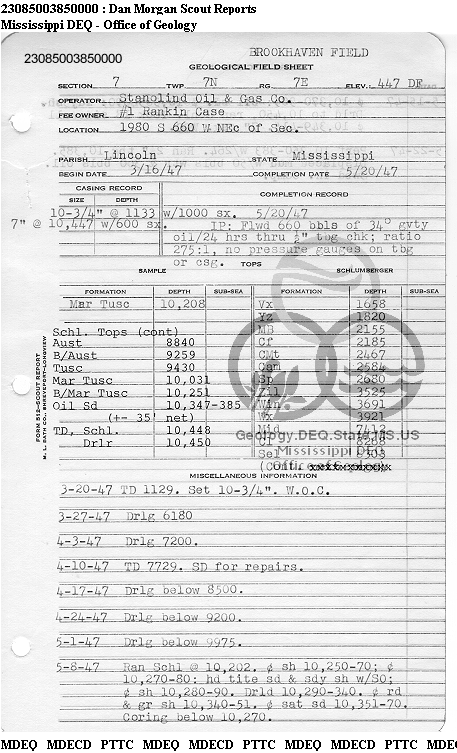 23085003850000 : Dan Morgan Scout Reports
Mississippi DEQ - Office of Geology
BROOKHAVEN FIELD
23085003850000
GEOLOGICAL FIELD SHEET
SECTION 7 TWP. 7N RG. 7E ELEV.: 447 DF
OPERATOR Stanolind Oil & Gas Co.
FEE OWNER #1 Rankin Case
LOCATION 1980 S 660 W NEc of Sec.
PARISH Lincoln STATE Mississippi
BEGIN DATE 3/16/47 COMPLETION DATE 5/20/47
CASING RECORD
COMPLETION RECORD
SIZE DEPTH
10-3/4" @ 1133 w/1000 sx. 5/20/47
7" @ 10,447 w/600 sx. IP: Flwd 660 bbls of 34° gvty
oil/24 hrs thru ½" tbg chk; ratio
275:1, no pressure gauges on tbg
or csg.
TOPS
SAMPLE SCHLUMBERGER
FORMATION DEPTH SUB-SEA FORMATION DEPTH SUB-SEA
Mar Tusc 10,208 Vx 1658
Yz 1820
Schl. Tops (cont) MB 2155
Aust 8840 Cf 2185
B/Aust 9259 CMt 2467
Tusc 9430 Cam 2584
Mar Tusc 10,031 Sp 2680
B/Mar Tusc 10,251 Zil 3525
Oil Sd 10,347-385 Win 3691
(+- 35' net) Wx 3921
TD, Schl. 10,448 Mid 7412
Drlr 10,450 8268
Sel
Geology.DEQ.State.MS.US
Mississippi
FORM 512-SCOUT REPORT
M. L. BATH CO., SHREVEPORT-LONGVIEW
MISCELLANEOUS INFORMATION
3-20-47 TD 1129. Set 10-3/4". W.O.C.
3-27-47 Drlg 6180
4-3-47 Drlg 7200.
4-10-47 TD 7729. SD for repairs.
4-17-47 Drlg below 8500.
4-24-47 Drlg below 9200.
5-1-47 Drlg below 9975.
5-8-47 Ran Schl @ 10,202. ¢ sh 10,250-70; ¢
10,270-80: hd tite sd & sdy sh w/SO;
¢ sh 10,280-90. Drld 10,290-340. ¢ rd
& gr sh 10,340-51. ¢ sat sd 10,351-70.
Coring below 10,270.
MDEQ MDECD PTTC MDEQ MDECD PTTC MDEQ MDECD PTTC MDEQ